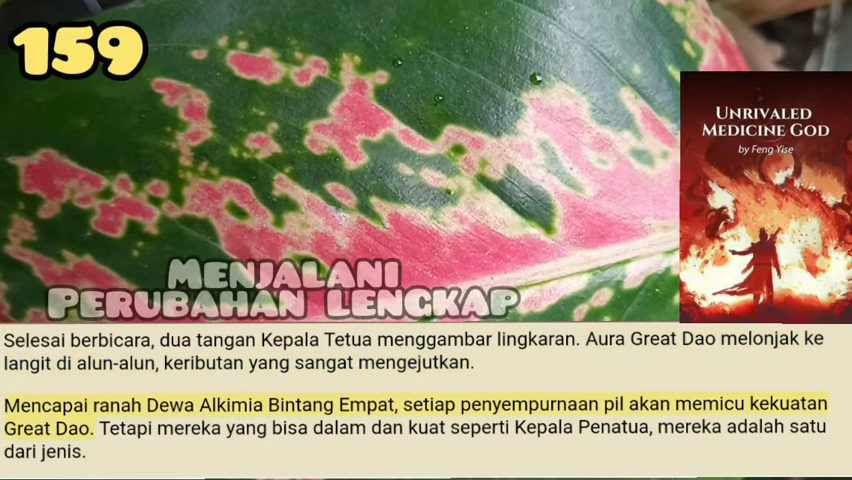 159
UNRIVALED
MEDICINE GOD
by Feng Yise
MENJALANI
PERUBAHAN LENGKAP
Selesai berbicara, dua tangan Kepala Tetua menggambar lingkaran. Aura Great Dao melonjak ke
langit di alun-alun, keributan yang sangat mengejutkan.
Mencapai ranah Dewa Alkimia Bintang Empat, setiap penyempurnaan pil akan memicu kekuatan
Great Dao. Tetapi mereka yang bisa dalam dan kuat seperti Kepala Penatua, mereka adalah satu
dari jenis.